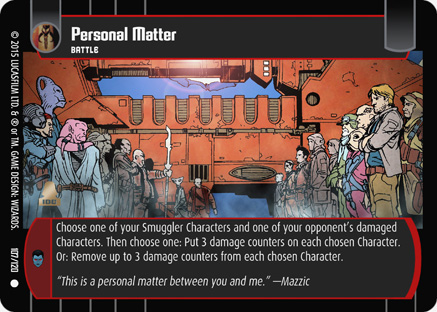 Personal Matter
BATTLE
© 2015 LUCASFILM LTD. & ® or TM. GAME DESIGN: WIZARDS.
Choose one of your Smuggler Characters and one of your opponent's damaged
Characters. Then choose one: Put 3 damage counters on each chosen Character.
Or: Remove up to 3 damage counters from each chosen Character.
"This is a personal matter between you and me." —Mazzic
107/120